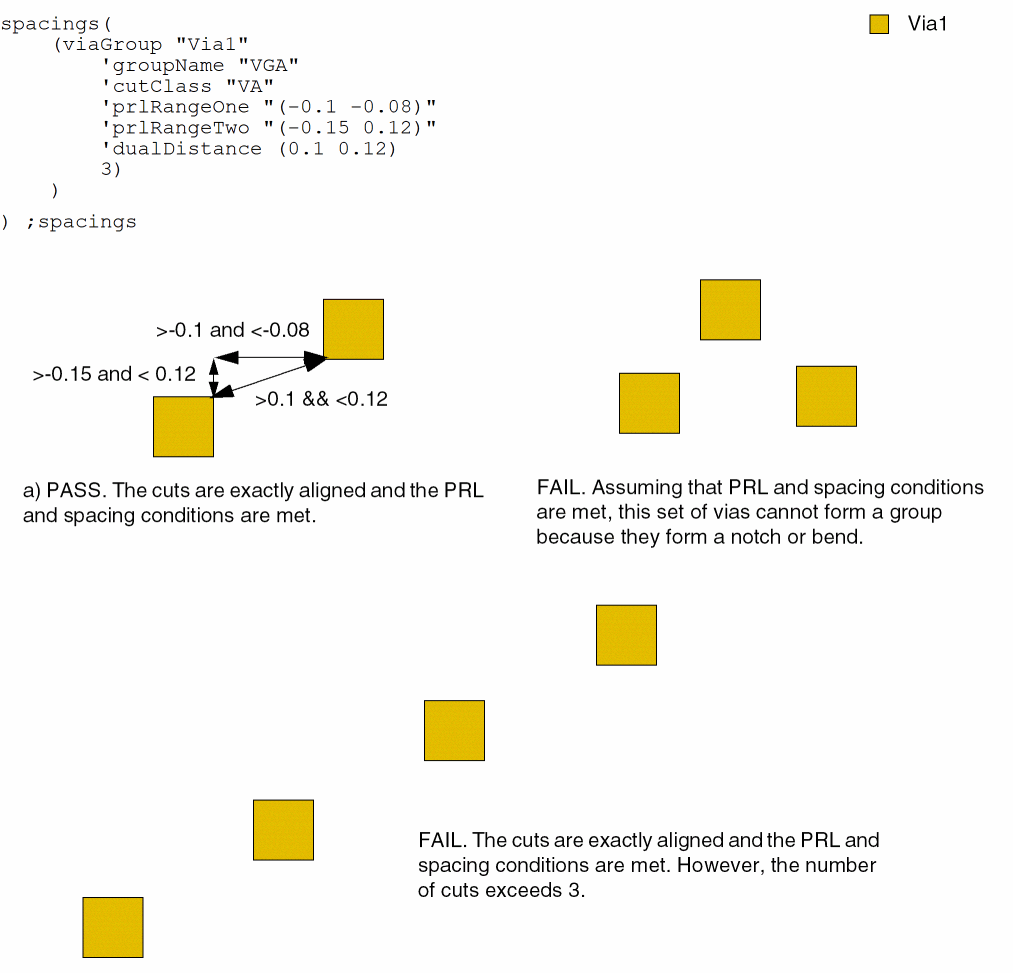 spacings(
(viaGroup "Via1"
'groupName "VGA"
'cutClass "VA"
'prlRangeOne "(-0.1 -0.08)"
'prlRangeTwo "(-0.15 0.12)"
'dualDistance (0.1 0.12)
3)
)
) ;spacings
Via1
>-0.1 and <-0.08
>-0.15 and < 0.12
>0.1 && <0.12
a) PASS. The cuts are exactly aligned and the PRL
and spacing conditions are met.
FAIL. Assuming that PRL and spacing conditions
are met, this set of vias cannot form a group
because they form a notch or bend.
FAIL. The cuts are exactly aligned and the PRL and
spacing conditions are met. However, the number
of cuts exceeds 3.